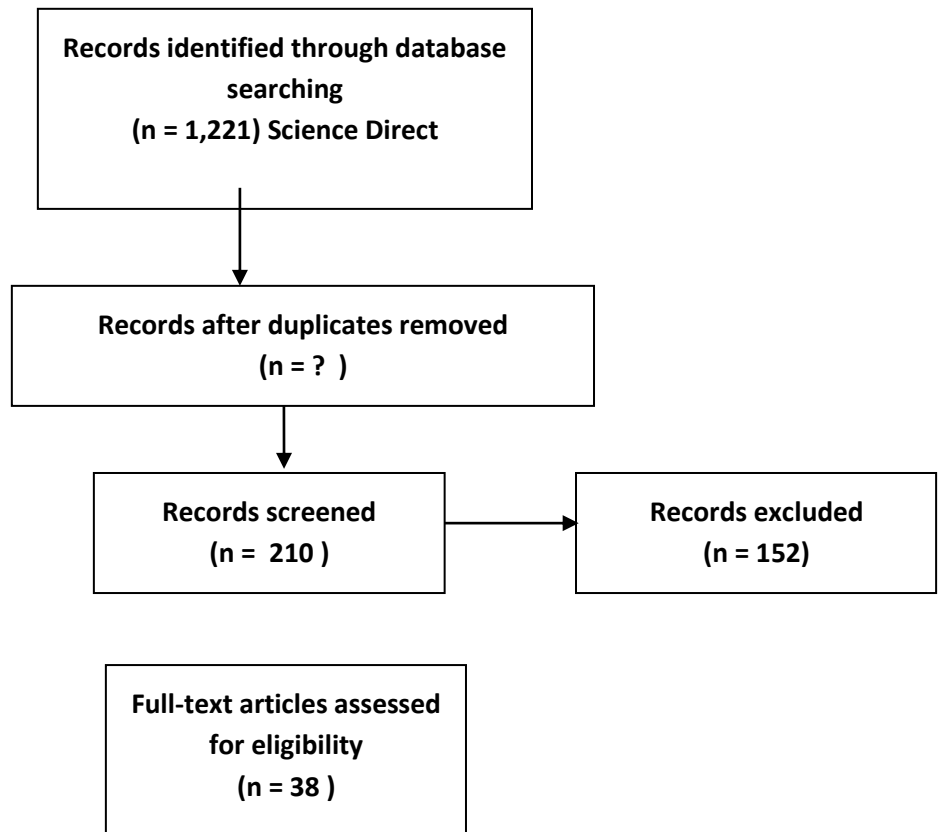 Records identified through database
searching
(n = 1,221) Science Direct
Records after duplicates removed
(n = ? )
Records screened
(n = 210 )
Records excluded
(n = 152)
Full-text articles assessed
for eligibility
(n = 38 )